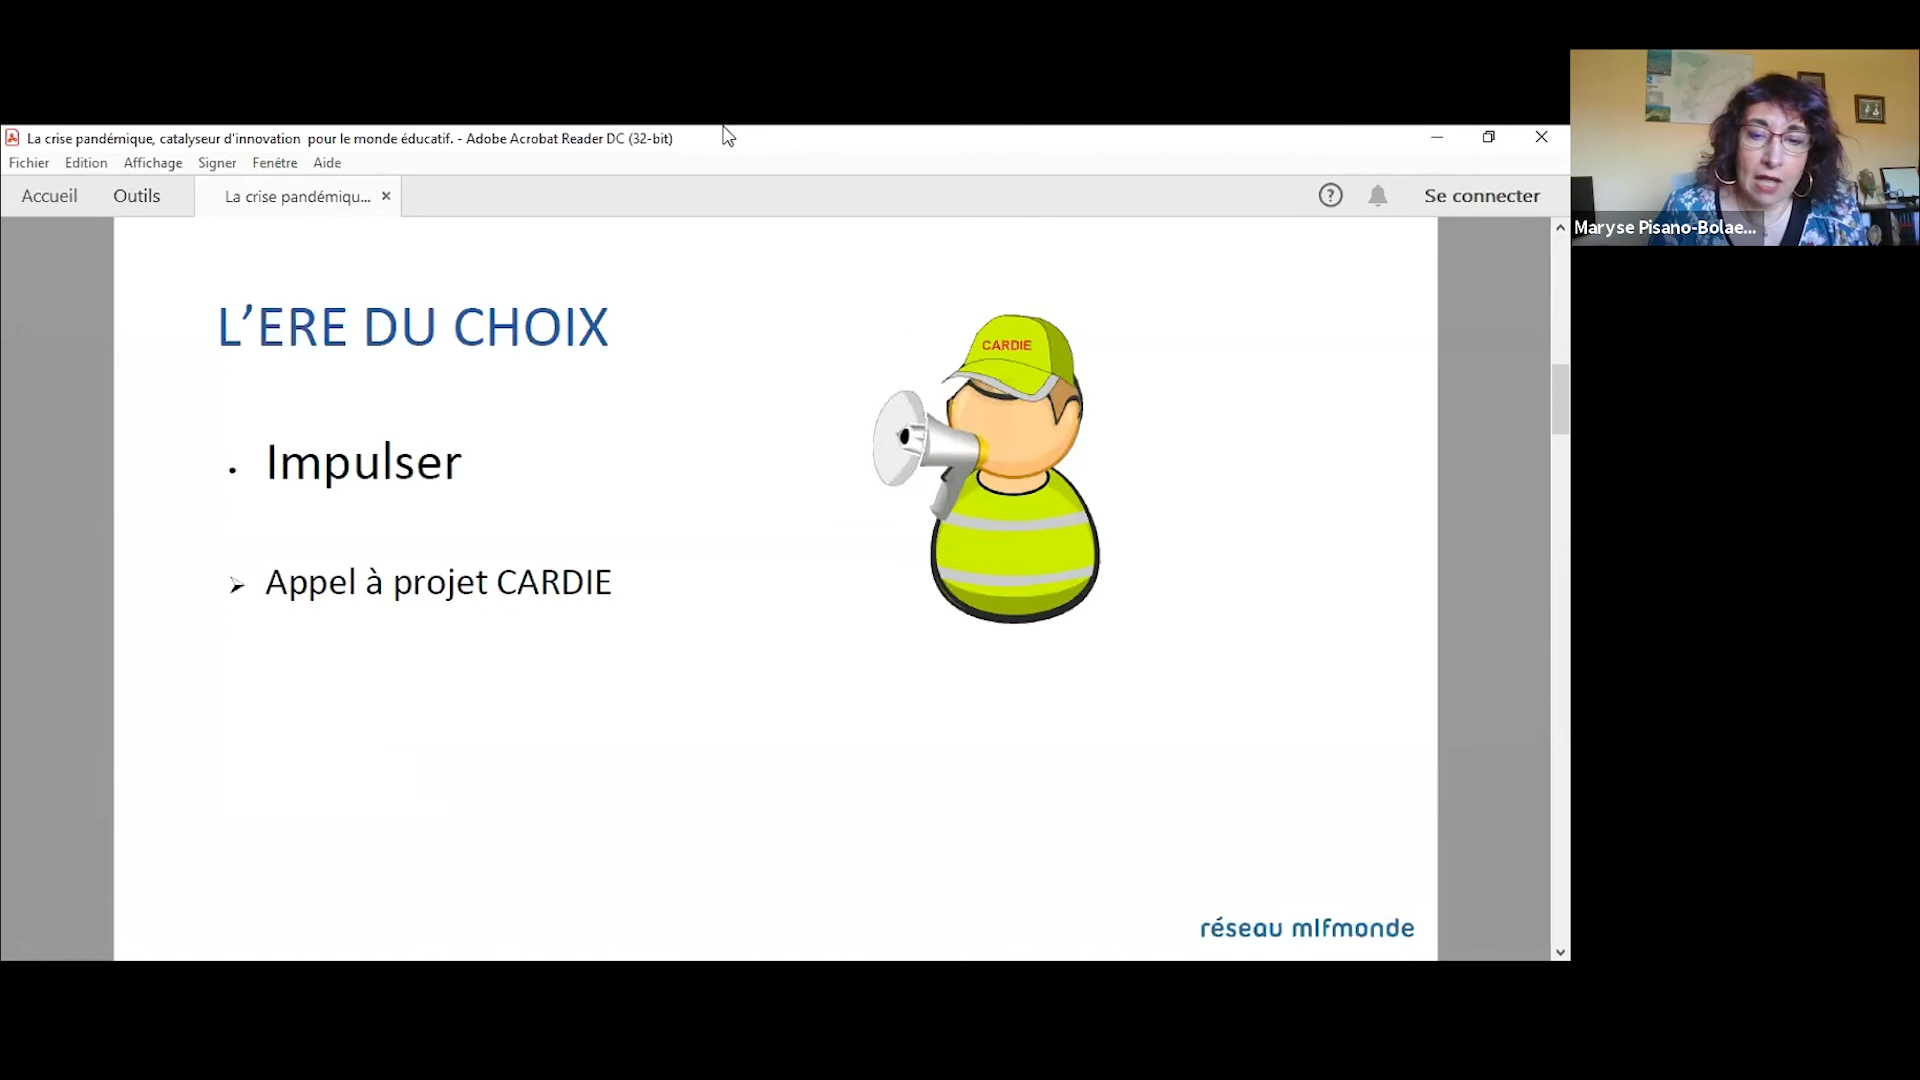 La crise pandémique, catalyseur d'innovation  pour le monde éducatif. - Adobe Acrobat Reader DC (32-bit)
Fichier Edition Affichage Signer Fenêtre Aide
Accueil Outils La crise pandémiqu... × Se connecter
Maryse Pisano-Bolae...
L'ERE DU CHOIX
CARDIE
• Impulser
➢ Appel à projet CARDIE
réseau mlfmonde